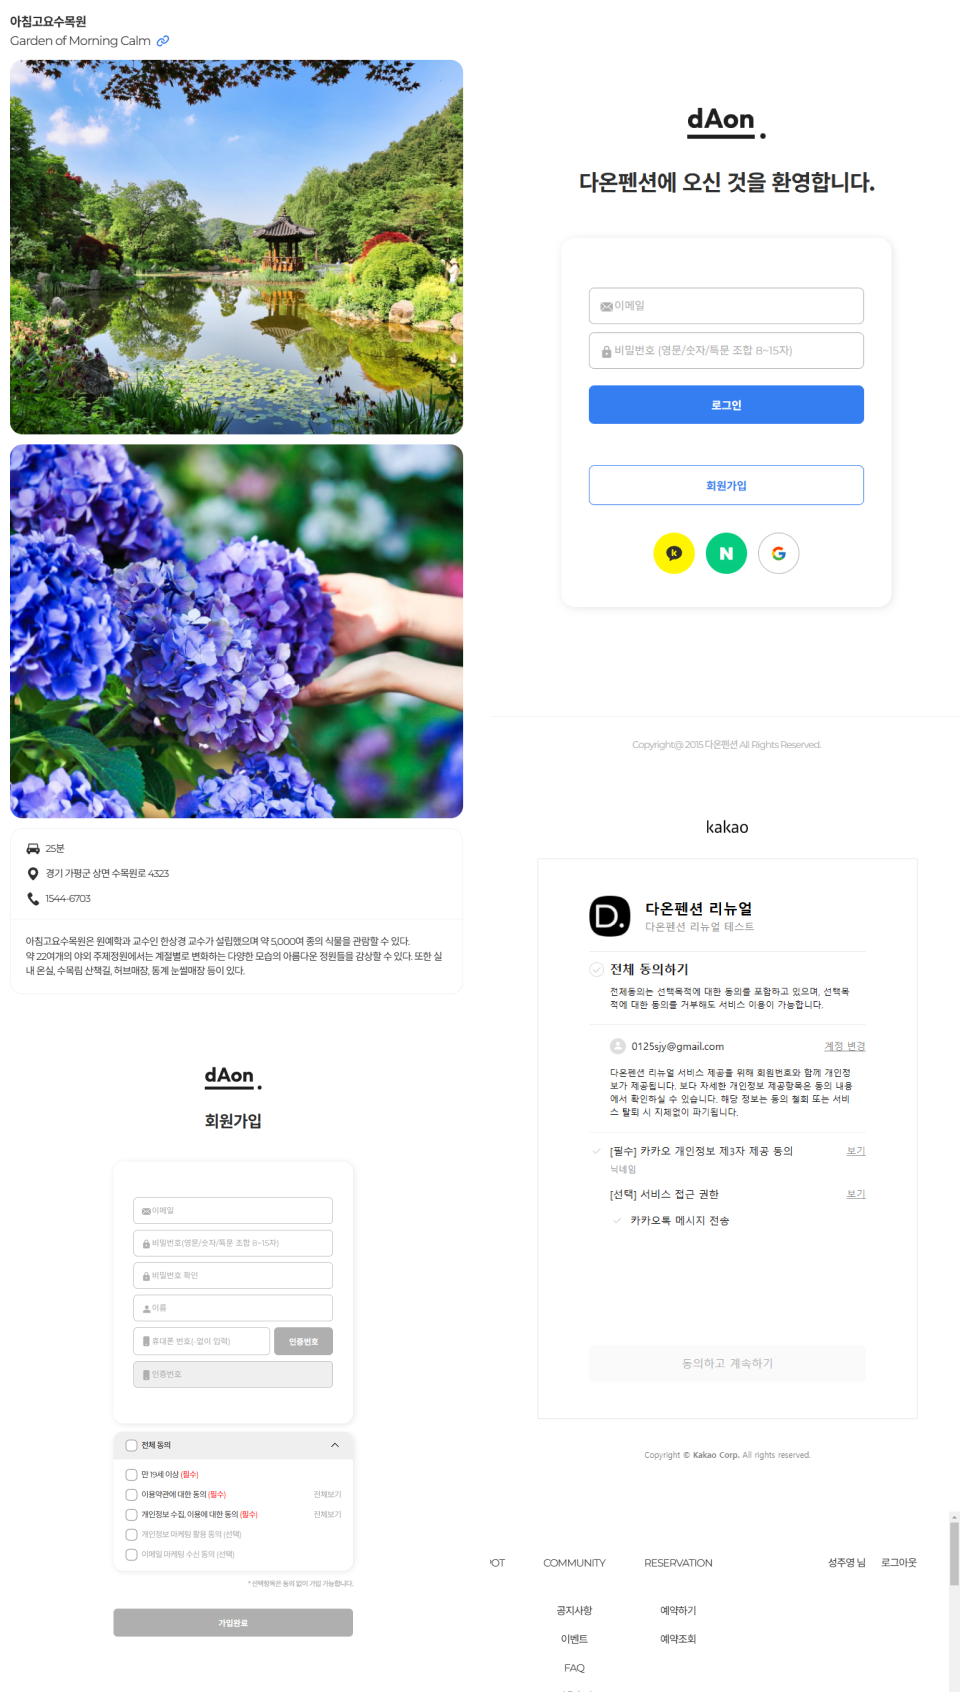 아침고요수목원
Garden of Morning Calm
25분
경기 가평군 상면 수목원로 4323
1544-6703
아침고요수목원은 원예학과 교수인 한상경 교수가 설립했으며 약 5,000여 종의 식물을 관람할 수 있다.
약 22여개의 야외 주제정원에서는 계절별로 변화하는 다양한 모습의 아름다운 정원들을 감상할 수 있다. 또한 실
내 온실, 수목림 산책길, 허브매장, 동계 눈썰매장 등이 있다.
dAon.
회원가입
이메일
비밀번호(영문/숫자/특문 조합 8~15자)
비밀번호 확인
이름
휴대폰 번호(-없이 입력)
인증번호
인증번호
전체 동의
만 19세 이상 (필수)
이용약관에 대한 동의 (필수) 전체보기
개인정보 수집, 이용에 대한 동의 (필수) 전체보기
개인정보 마케팅 활용 동의 (선택)
이메일 마케팅 수신 동의 (선택)
* 선택항목은 동의 없이 가입 가능합니다.
가입완료
dAon.
다온펜션에 오신 것을 환영합니다.
이메일
비밀번호 (영문/숫자/특문 조합 8~15자)
로그인
회원가입
k
N
G
Copyright@ 2015 다온펜션 All Rights Reserved.
kakao
D.
다온펜션 리뉴얼
다온펜션 리뉴얼 테스트
전체 동의하기
전체동의는 선택목적에 대한 동의를 포함하고 있으며, 선택목
적에 대한 동의를 거부해도 서비스 이용이 가능합니다.
0125sjy@gmail.com 계정 변경
다온펜션 리뉴얼 서비스 제공을 위해 회원번호와 함께 개인정
보가 제공됩니다. 보다 자세한 개인정보 제공항목은 동의 내용
에서 확인하실 수 있습니다. 해당 정보는 동의 철회 또는 서비
스 탈퇴 시 지체없이 파기됩니다.
[필수] 카카오 개인정보 제3자 제공 동의 보기
닉네임
[선택] 서비스 접근 권한 보기
카카오톡 메시지 전송
동의하고 계속하기
Copyright © Kakao Corp. All rights reserved.
OT COMMUNITY RESERVATION 성주영 님 로그아웃
공지사항 예약하기
이벤트 예약조회
FAQ